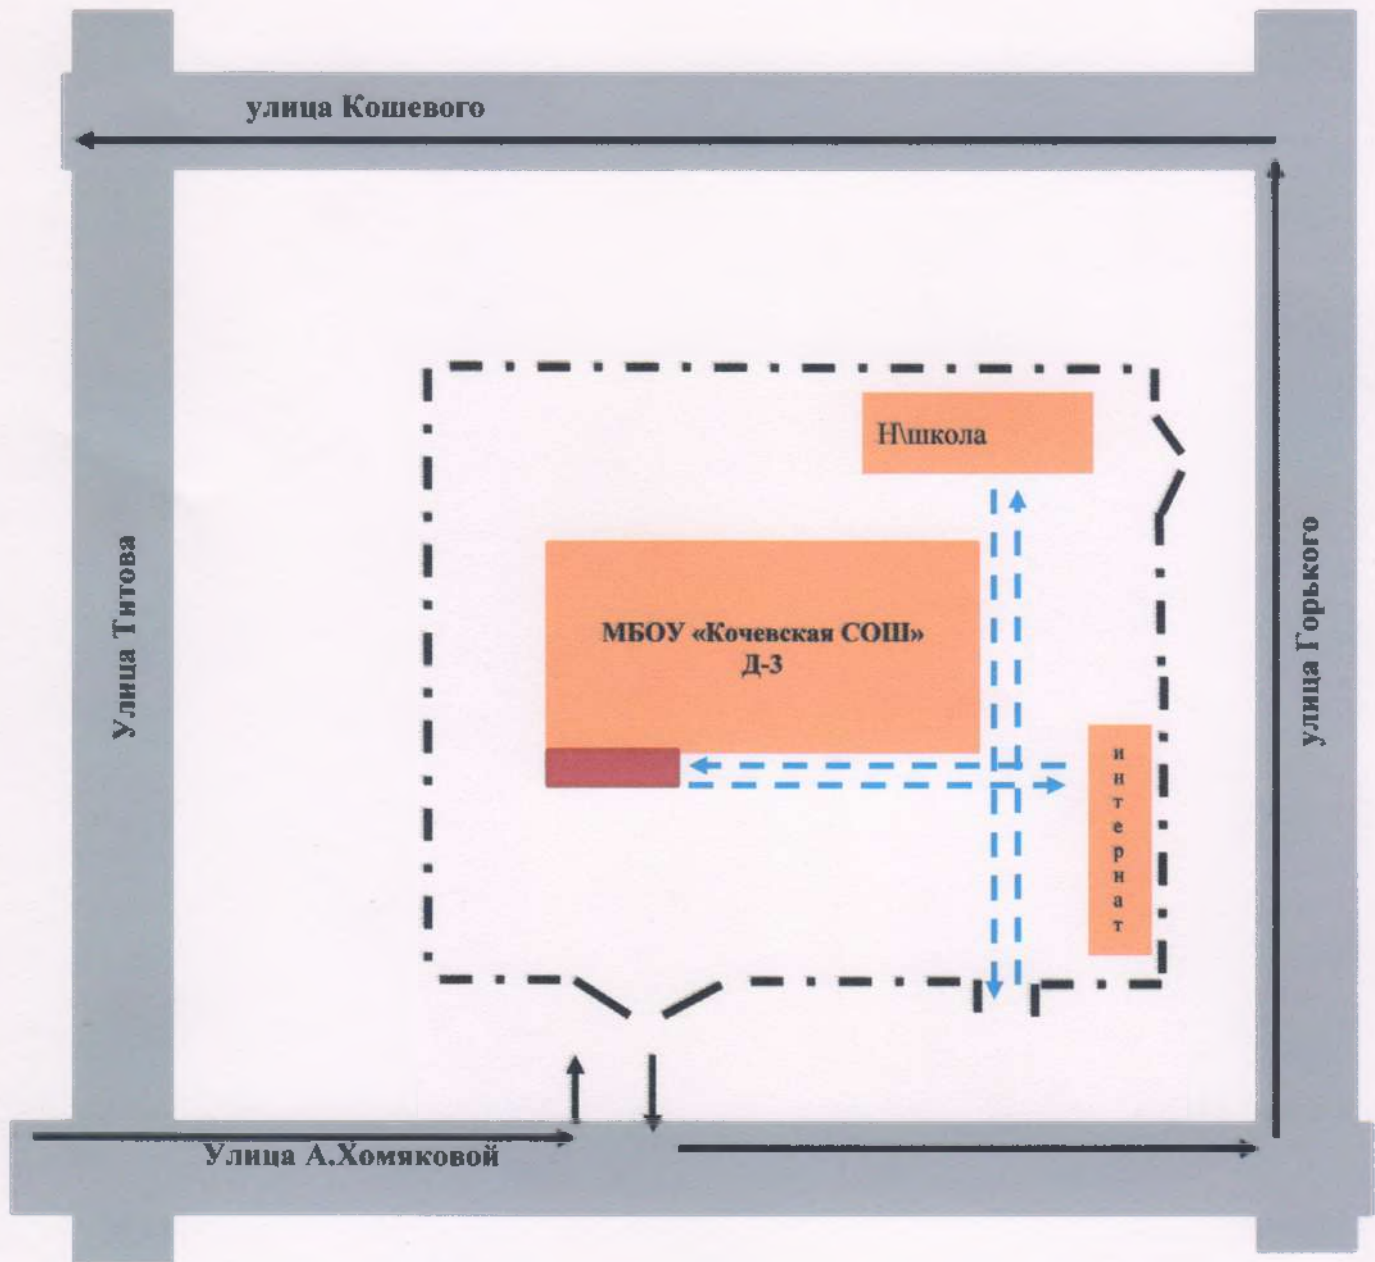 улица Кошевого
Н\школа
Улица Титова
МБОУ «Кочевская СОШ»
Д-3
улица Горького
интернат
Улица А.Хомяковой